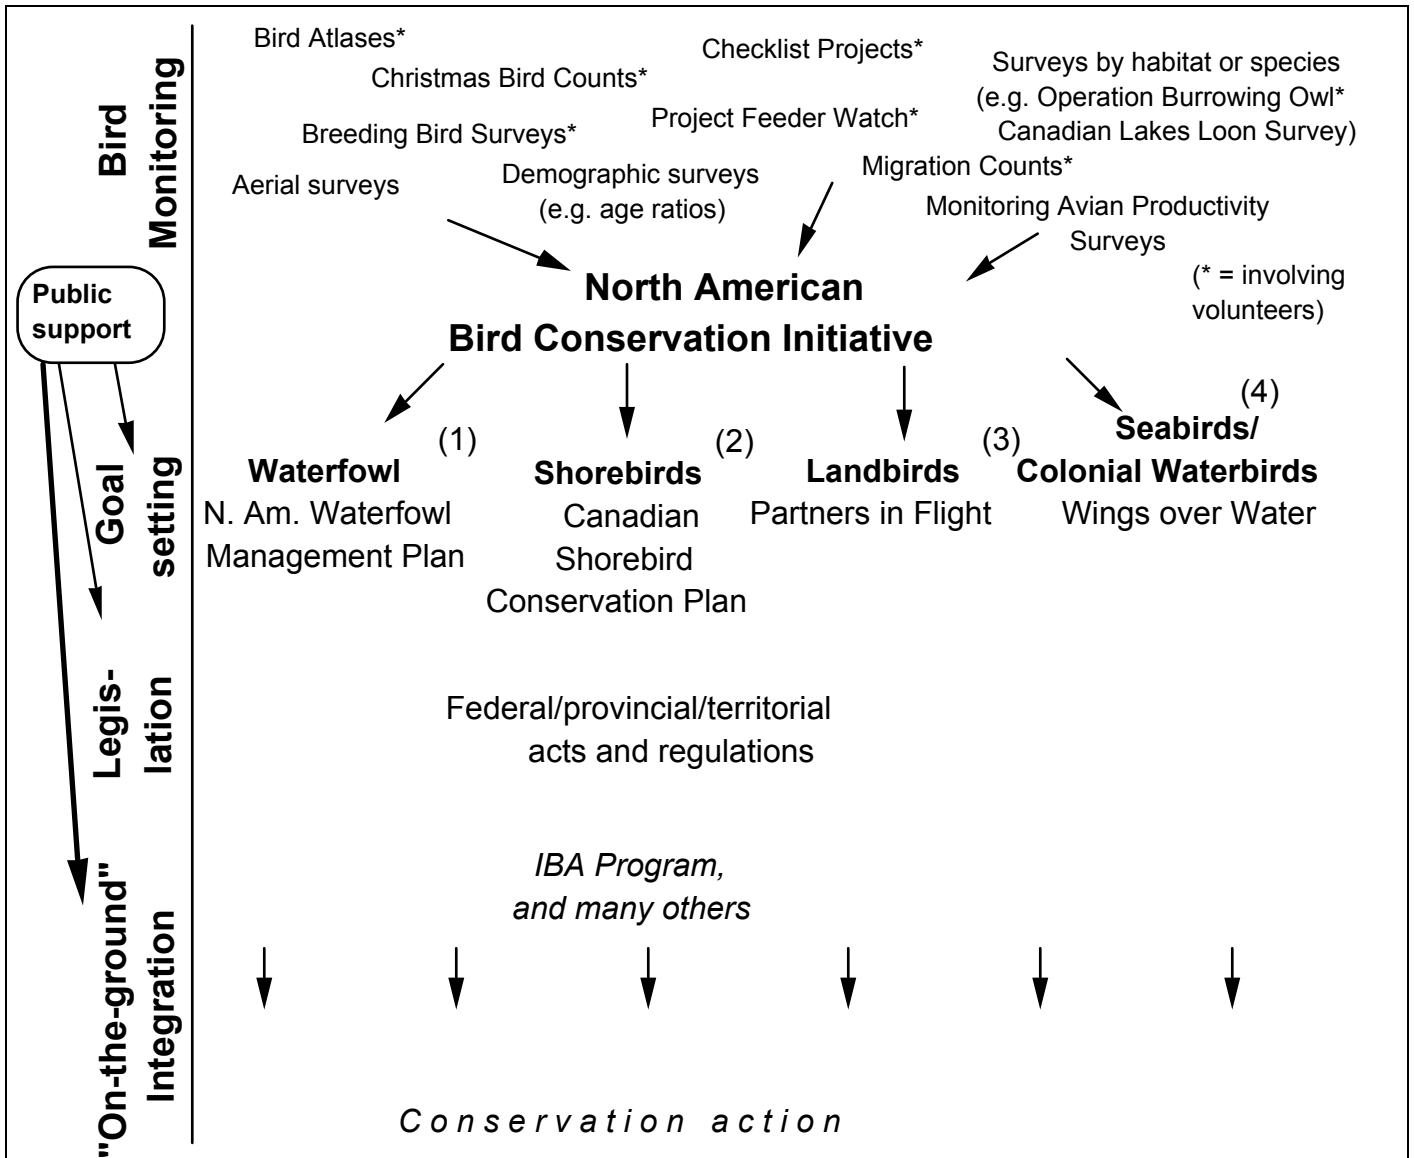 Bird
Monitoring
Bird Atlases*
Checklist Projects*
Christmas Bird Counts*
Surveys by habitat or species
(e.g. Operation Burrowing Owl*
Canadian Lakes Loon Survey)
Breeding Bird Surveys*
Project Feeder Watch*
Aerial surveys
Demographic surveys
(e.g. age ratios)
Migration Counts*
Monitoring Avian Productivity
Surveys
(* = involving
volunteers)
Public
support
North American
Bird Conservation Initiative
Goal
setting
(1)
Waterfowl
N. Am. Waterfowl
Management Plan
(2)
Shorebirds
Canadian
Shorebird
Conservation Plan
(3)
Landbirds
Partners in Flight
(4)
Seabirds/
Colonial Waterbirds
Wings over Water
Legis-
lation
Federal/provincial/territorial
acts and regulations
"On-the-ground"
Integration
IBA Program,
and many others
Conservation action